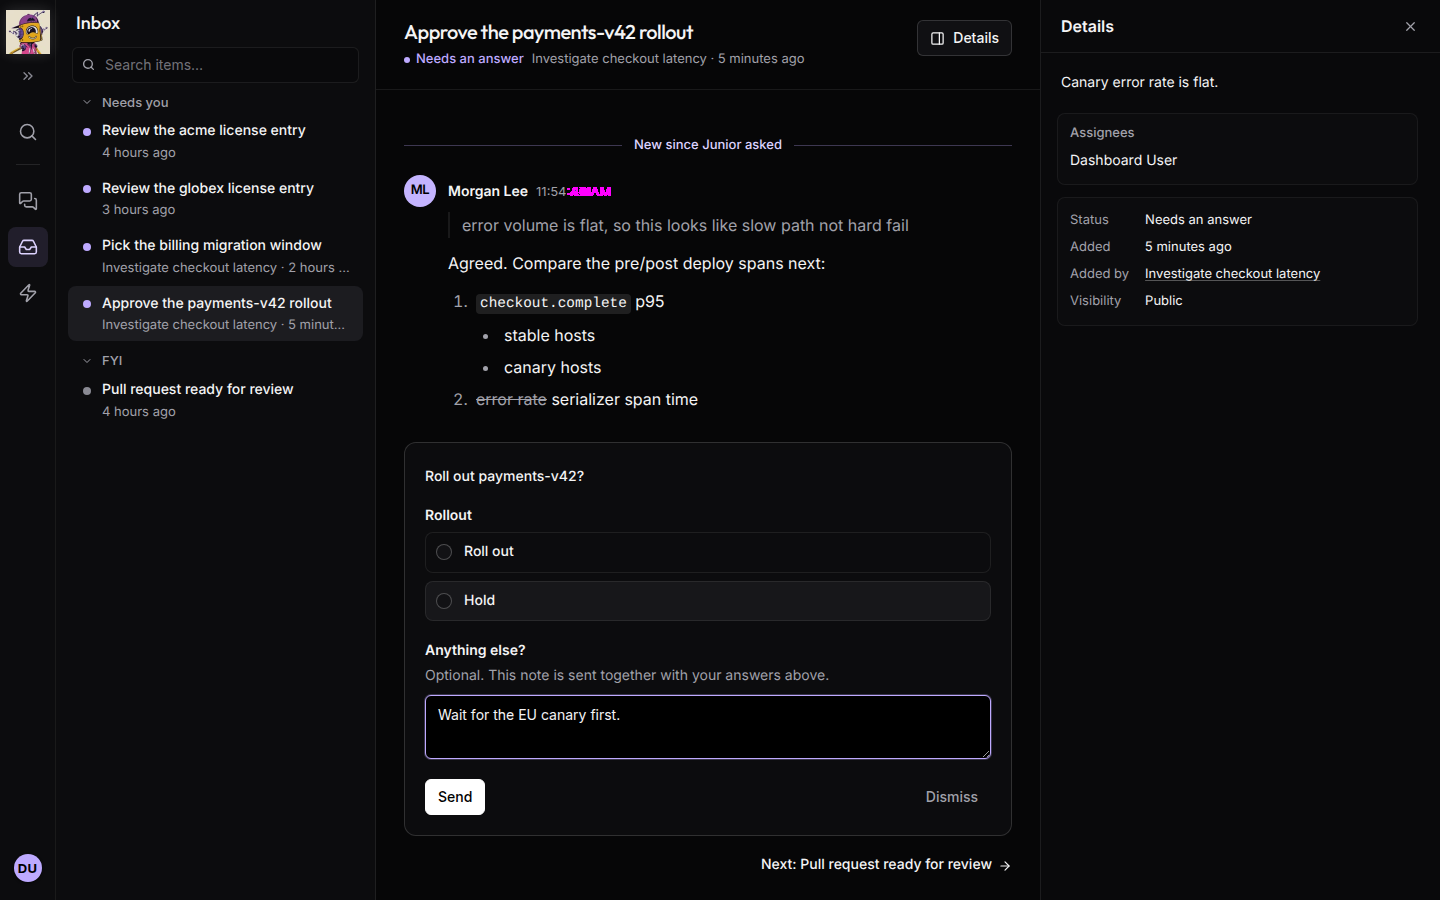 Inbox
Search items...
Needs you
Review the acme license entry
4 hours ago
Review the globex license entry
3 hours ago
Pick the billing migration window
Investigate checkout latency · 2 hours ...
Approve the payments-v42 rollout
Investigate checkout latency · 5 minut...
FYI
Pull request ready for review
4 hours ago
DU
Approve the payments-v42 rollout
Needs an answer Investigate checkout latency · 5 minutes ago
Details
New since Junior asked
ML
Morgan Lee 11:54
error volume is flat, so this looks like slow path not hard fail
Agreed. Compare the pre/post deploy spans next:
1. checkout.complete p95
• stable hosts
• canary hosts
2. error rate serializer span time
Roll out payments-v42?
Rollout
Roll out
Hold
Anything else?
Optional. This note is sent together with your answers above.
Wait for the EU canary first.
Send
Dismiss
Next: Pull request ready for review →
Details
Canary error rate is flat.
Assignees
Dashboard User
Status Needs an answer
Added 5 minutes ago
Added by Investigate checkout latency
Visibility Public